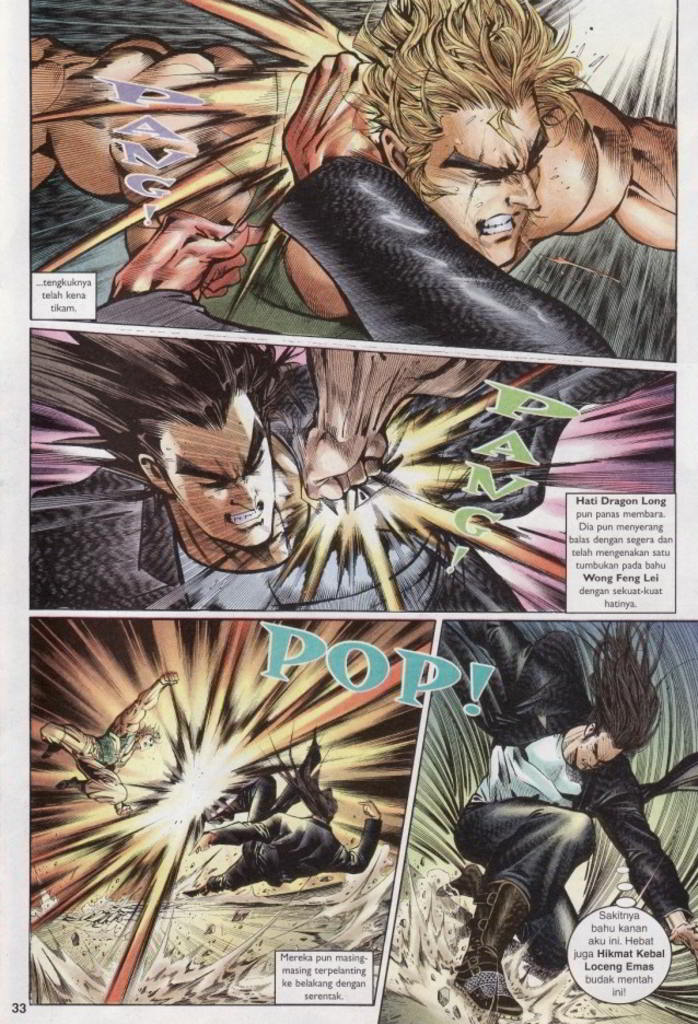 PANG!
...tengkuknya
telah kena
tikam.
PANG!
Hati Dragon Long
pun panas membara.
Dia pun menyerang
balas dengan segera dan
telah mengenakan satu
tumbukan pada bahu
Wong Feng Lei
dengan sekuat-kuat
hatinya.
POP!
Mereka pun masing-
masing terpelanting
ke belakang dengan
serentak.
Sakitnya
bahu kanan
aku ini. Hebat
juga Hikmat Kebal
Loceng Emas
budak mentah
ini!
33